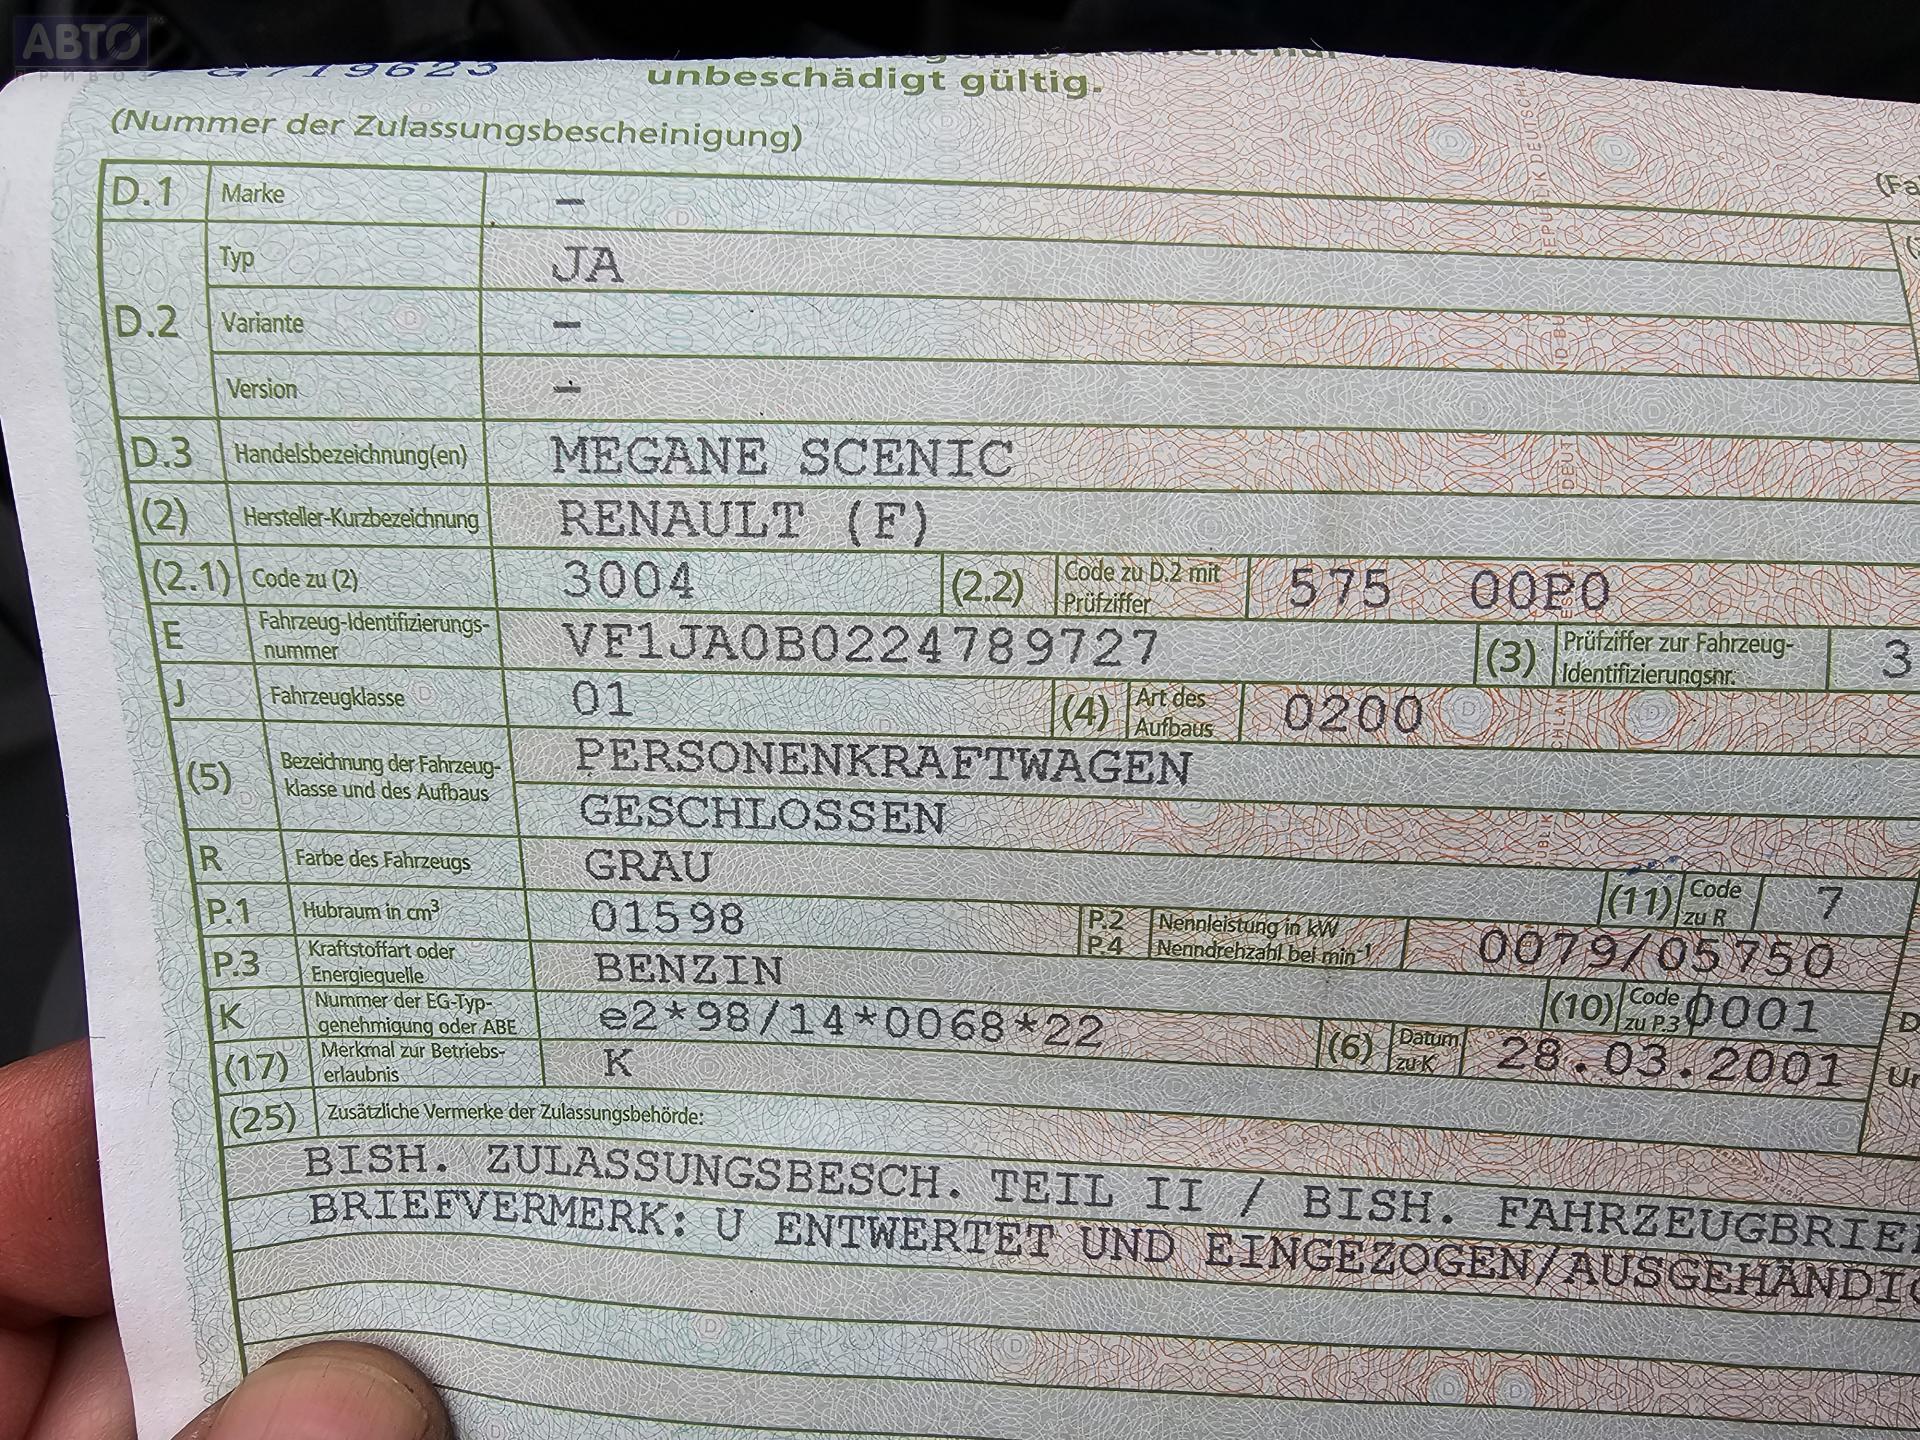 АВТО
ПРИВОЗ
G719623
unbeschädigt gültig.
(Nummer der Zulassungsbescheinigung)
D.1 Marke –
D.2 Typ JA
Variante –
Version –
D.3 Handelsbezeichnung(en) MEGANE SCENIC
(2) Hersteller-Kurzbezeichnung RENAULT (F)
(2.1) Code zu (2) 3004 (2.2) Code zu D.2 mit Prüfziffer 575 00P0
E Fahrzeug-Identifizierungs-
nummer VF1JA0B0224789727 (3) Prüfziffer zur Fahrzeug-
Identifizierungsnr. 3
J Fahrzeugklasse 01 (4) Art des Aufbaus 0200
(5) Bezeichnung der Fahrzeug-
klasse und des Aufbaus PERSONENKRAFTWAGEN
GESCHLOSSEN
R Farbe des Fahrzeugs GRAU (11) Code zu R 7
P.1 Hubraum in cm³ 01598 P.2 Nennleistung in kW
P.4 Nenndrehzahl bei min⁻¹ 0079/05750
P.3 Kraftstoffart oder
Energiequelle BENZIN (10) Code zu P.3 0001
K Nummer der EG-Typ-
genehmigung oder ABE e2*98/14*0068*22 (6) Datum zu K 28.03.2001
(17) Merkmal zur Betriebs-
erlaubnis K
(25) Zusätzliche Vermerke der Zulassungsbehörde:
BISH. ZULASSUNGSBESCH. TEIL II / BISH. FAHRZEUGBRIE
BRIEFVERMERK: U ENTWERTET UND EINGEZOGEN/AUSGEHÄNDI